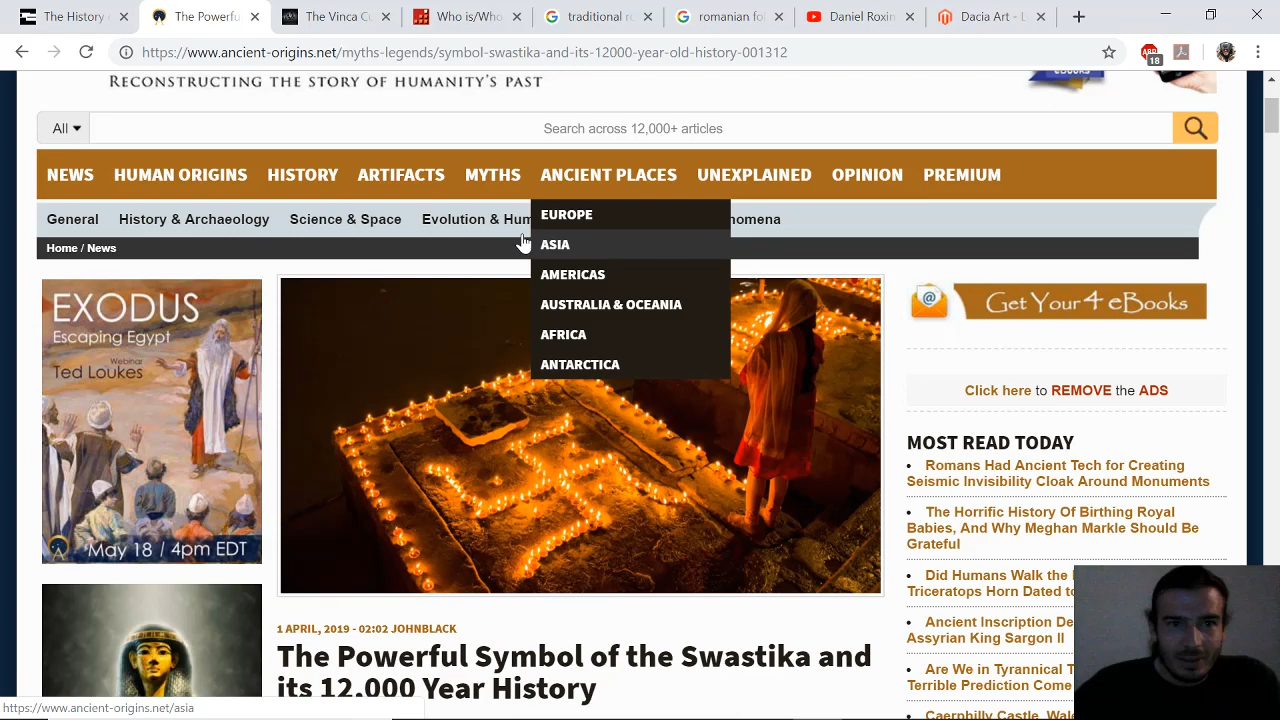 The History
The Powerfu
The Vinca Cu
Who is/Who
traditional ro
romanian fo
Daniel Roxin
Dacia Art - L
https://www.ancient-origins.net/myths-legends/symbol-swastika-and-its-12000-year-old-history-001312
18
RECONSTRUCTING THE STORY OF HUMANITY'S PAST
All
Search across 12,000+ articles
NEWS HUMAN ORIGINS HISTORY ARTIFACTS MYTHS ANCIENT PLACES UNEXPLAINED OPINION PREMIUM
General History & Archaeology Science & Space Evolution & Hum nomena
EUROPE
ASIA
AMERICAS
AUSTRALIA & OCEANIA
AFRICA
ANTARCTICA
Home / News
EXODUS
Escaping Egypt
Webinar
Ted Loukes
May 18 / 4pm EDT
1 APRIL, 2019 - 02:02 JOHNBLACK
The Powerful Symbol of the Swastika and
its 12,000 Year History
Get Your 4 eBooks
Click here to REMOVE the ADS
MOST READ TODAY
Romans Had Ancient Tech for Creating
Seismic Invisibility Cloak Around Monuments
The Horrific History Of Birthing Royal
Babies, And Why Meghan Markle Should Be
Grateful
Did Humans Walk the
Triceratops Horn Dated to
Ancient Inscription De
Assyrian King Sargon II
Are We in Tyrannical T
Terrible Prediction Come
Caerphilly Castle, Wale
https://www.ancient-origins.net/asia